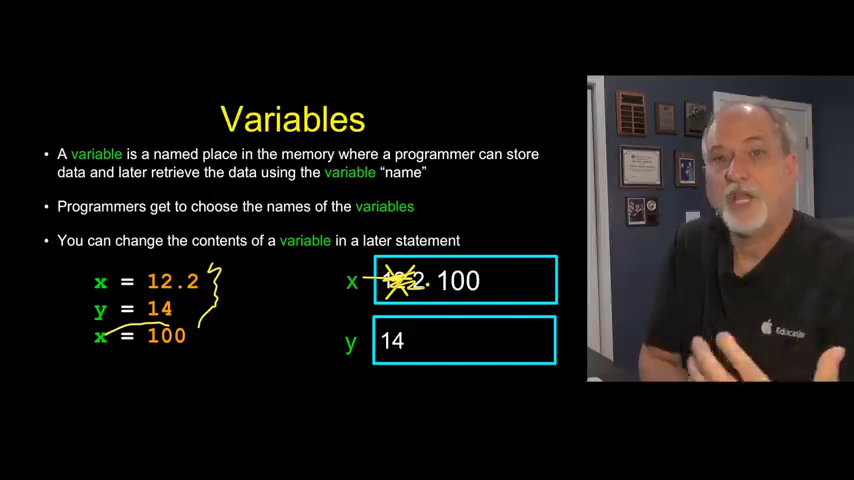 Variables
• A variable is a named place in the memory where a programmer can store
data and later retrieve the data using the variable “name”
• Programmers get to choose the names of the variables
• You can change the contents of a variable in a later statement
x = 12.2
y = 14
x = 100
x 12.2 100
y 14